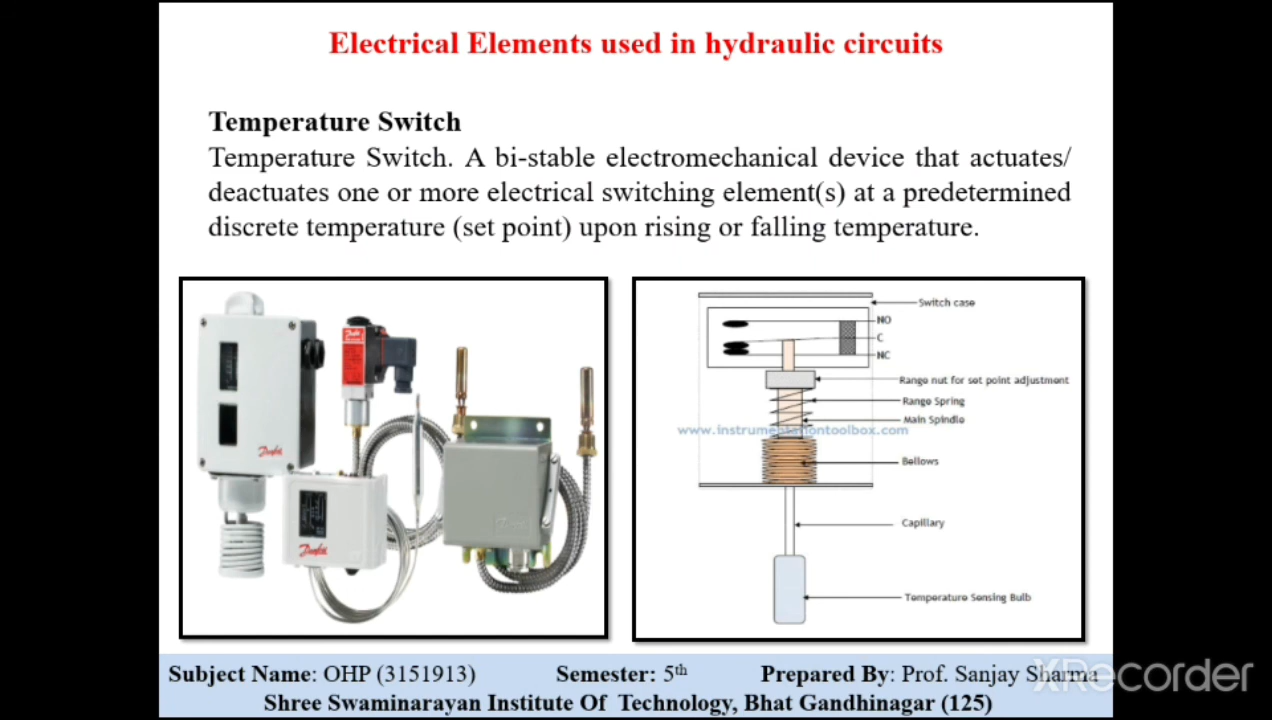 Electrical Elements used in hydraulic circuits
Temperature Switch
Temperature Switch. A bi-stable electromechanical device that actuates/
deactuates one or more electrical switching element(s) at a predetermined
discrete temperature (set point) upon rising or falling temperature.
Danfoss
Danfoss
Switch case
NO
C
NC
Range nut for set point adjustment
Range Spring
Main Spindle
www.instrumentationtoolbox.com
Bellows
Capillary
Temperature Sensing Bulb
Subject Name: OHP (3151913) Semester: 5th Prepared By: Prof. Sanjay Sharma
Shree Swaminarayan Institute Of Technology, Bhat Gandhinagar (125)
XRecorder